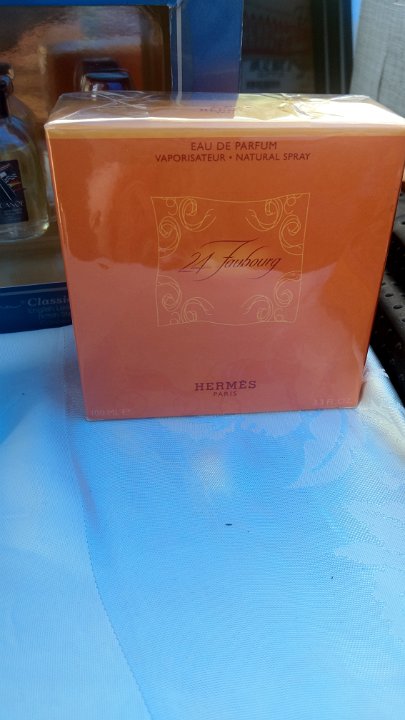 EAU DE PARFUM
VAPORISATEUR • NATURAL SPRAY
24 Faubourg
HERMÈS
PARIS
100 ML e 3.3 FL.OZ.
Classic